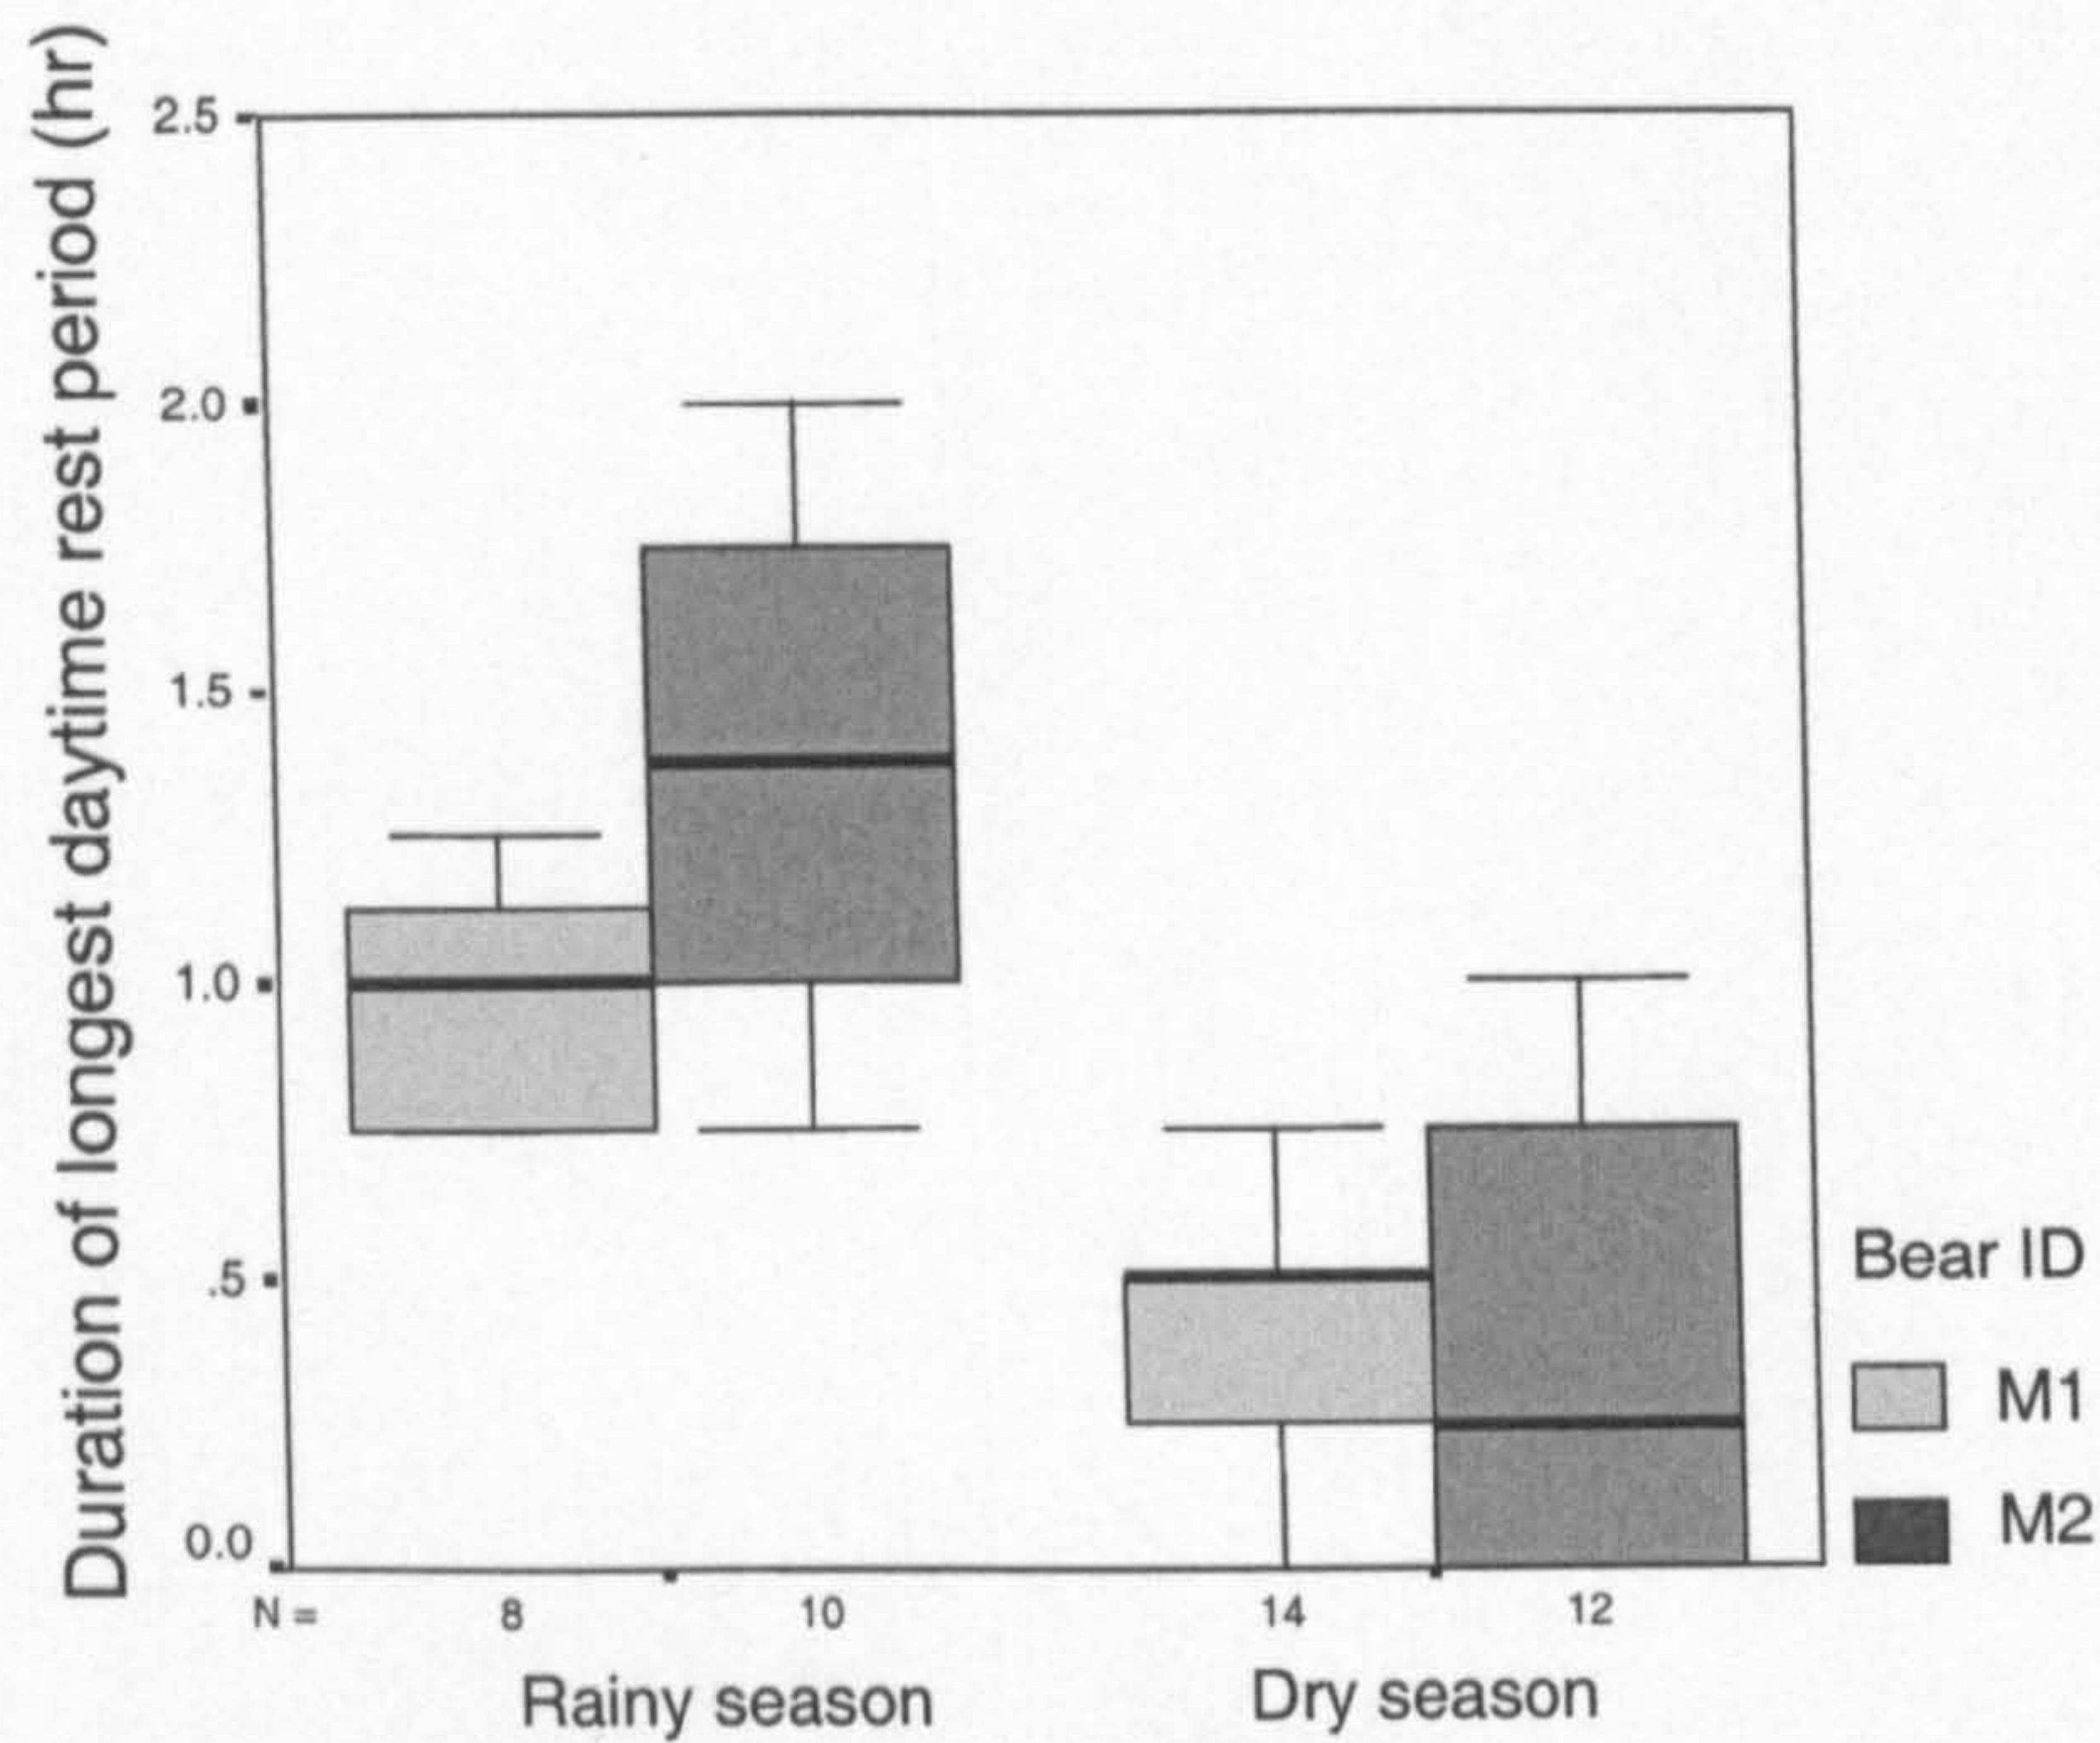 Duration of longest daytime rest period (hr)
2.5
2.0
1.5
1.0
.5
0.0
N = 8 10 14 12
Rainy season Dry season
Bear ID
M1
M2